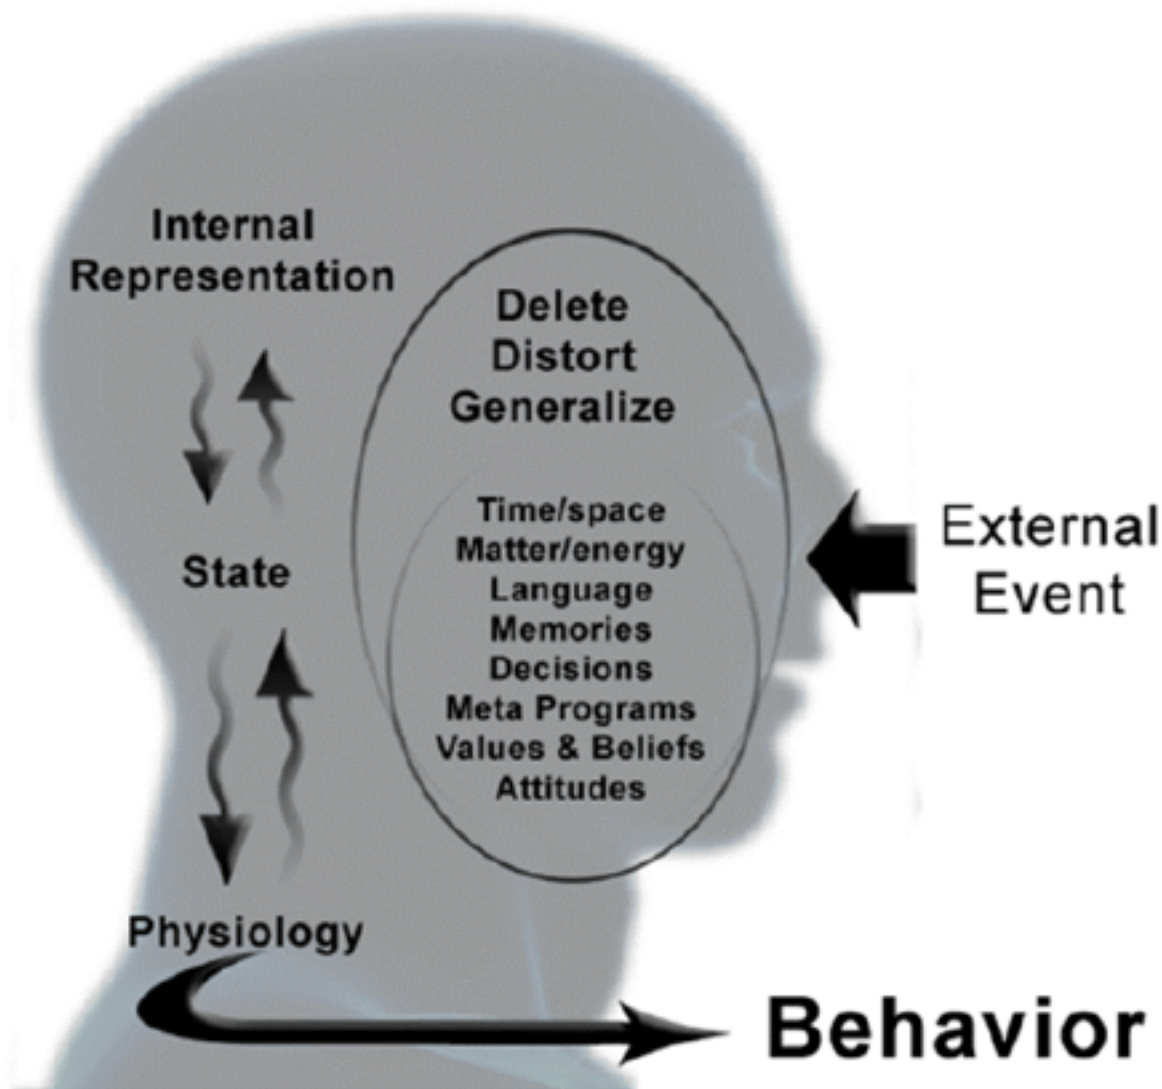 Internal
Representation
Delete
Distort
Generalize
Time/space
Matter/energy
Language
Memories
Decisions
Meta Programs
Values & Beliefs
Attitudes
State
External
Event
Physiology
Behavior